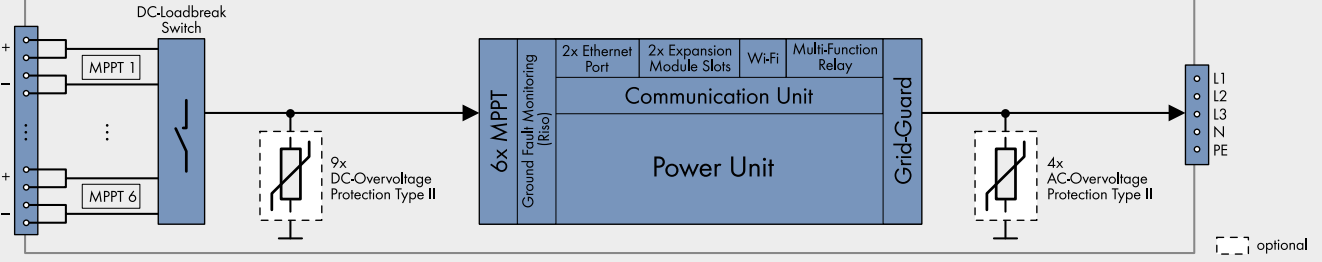 DC-Loadbreak
Switch
+
MPPT 1
–
⋮
⋮
+
MPPT 6
–
9x
DC-Overvoltage
Protection Type II
6x MPPT
Ground Fault Monitoring
(Riso)
2x Ethernet
Port
2x Expansion
Module Slots
Wi-Fi
Multi-Function
Relay
Communication Unit
Power Unit
Grid-Guard
4x
AC-Overvoltage
Protection Type II
L1
L2
L3
N
PE
optional